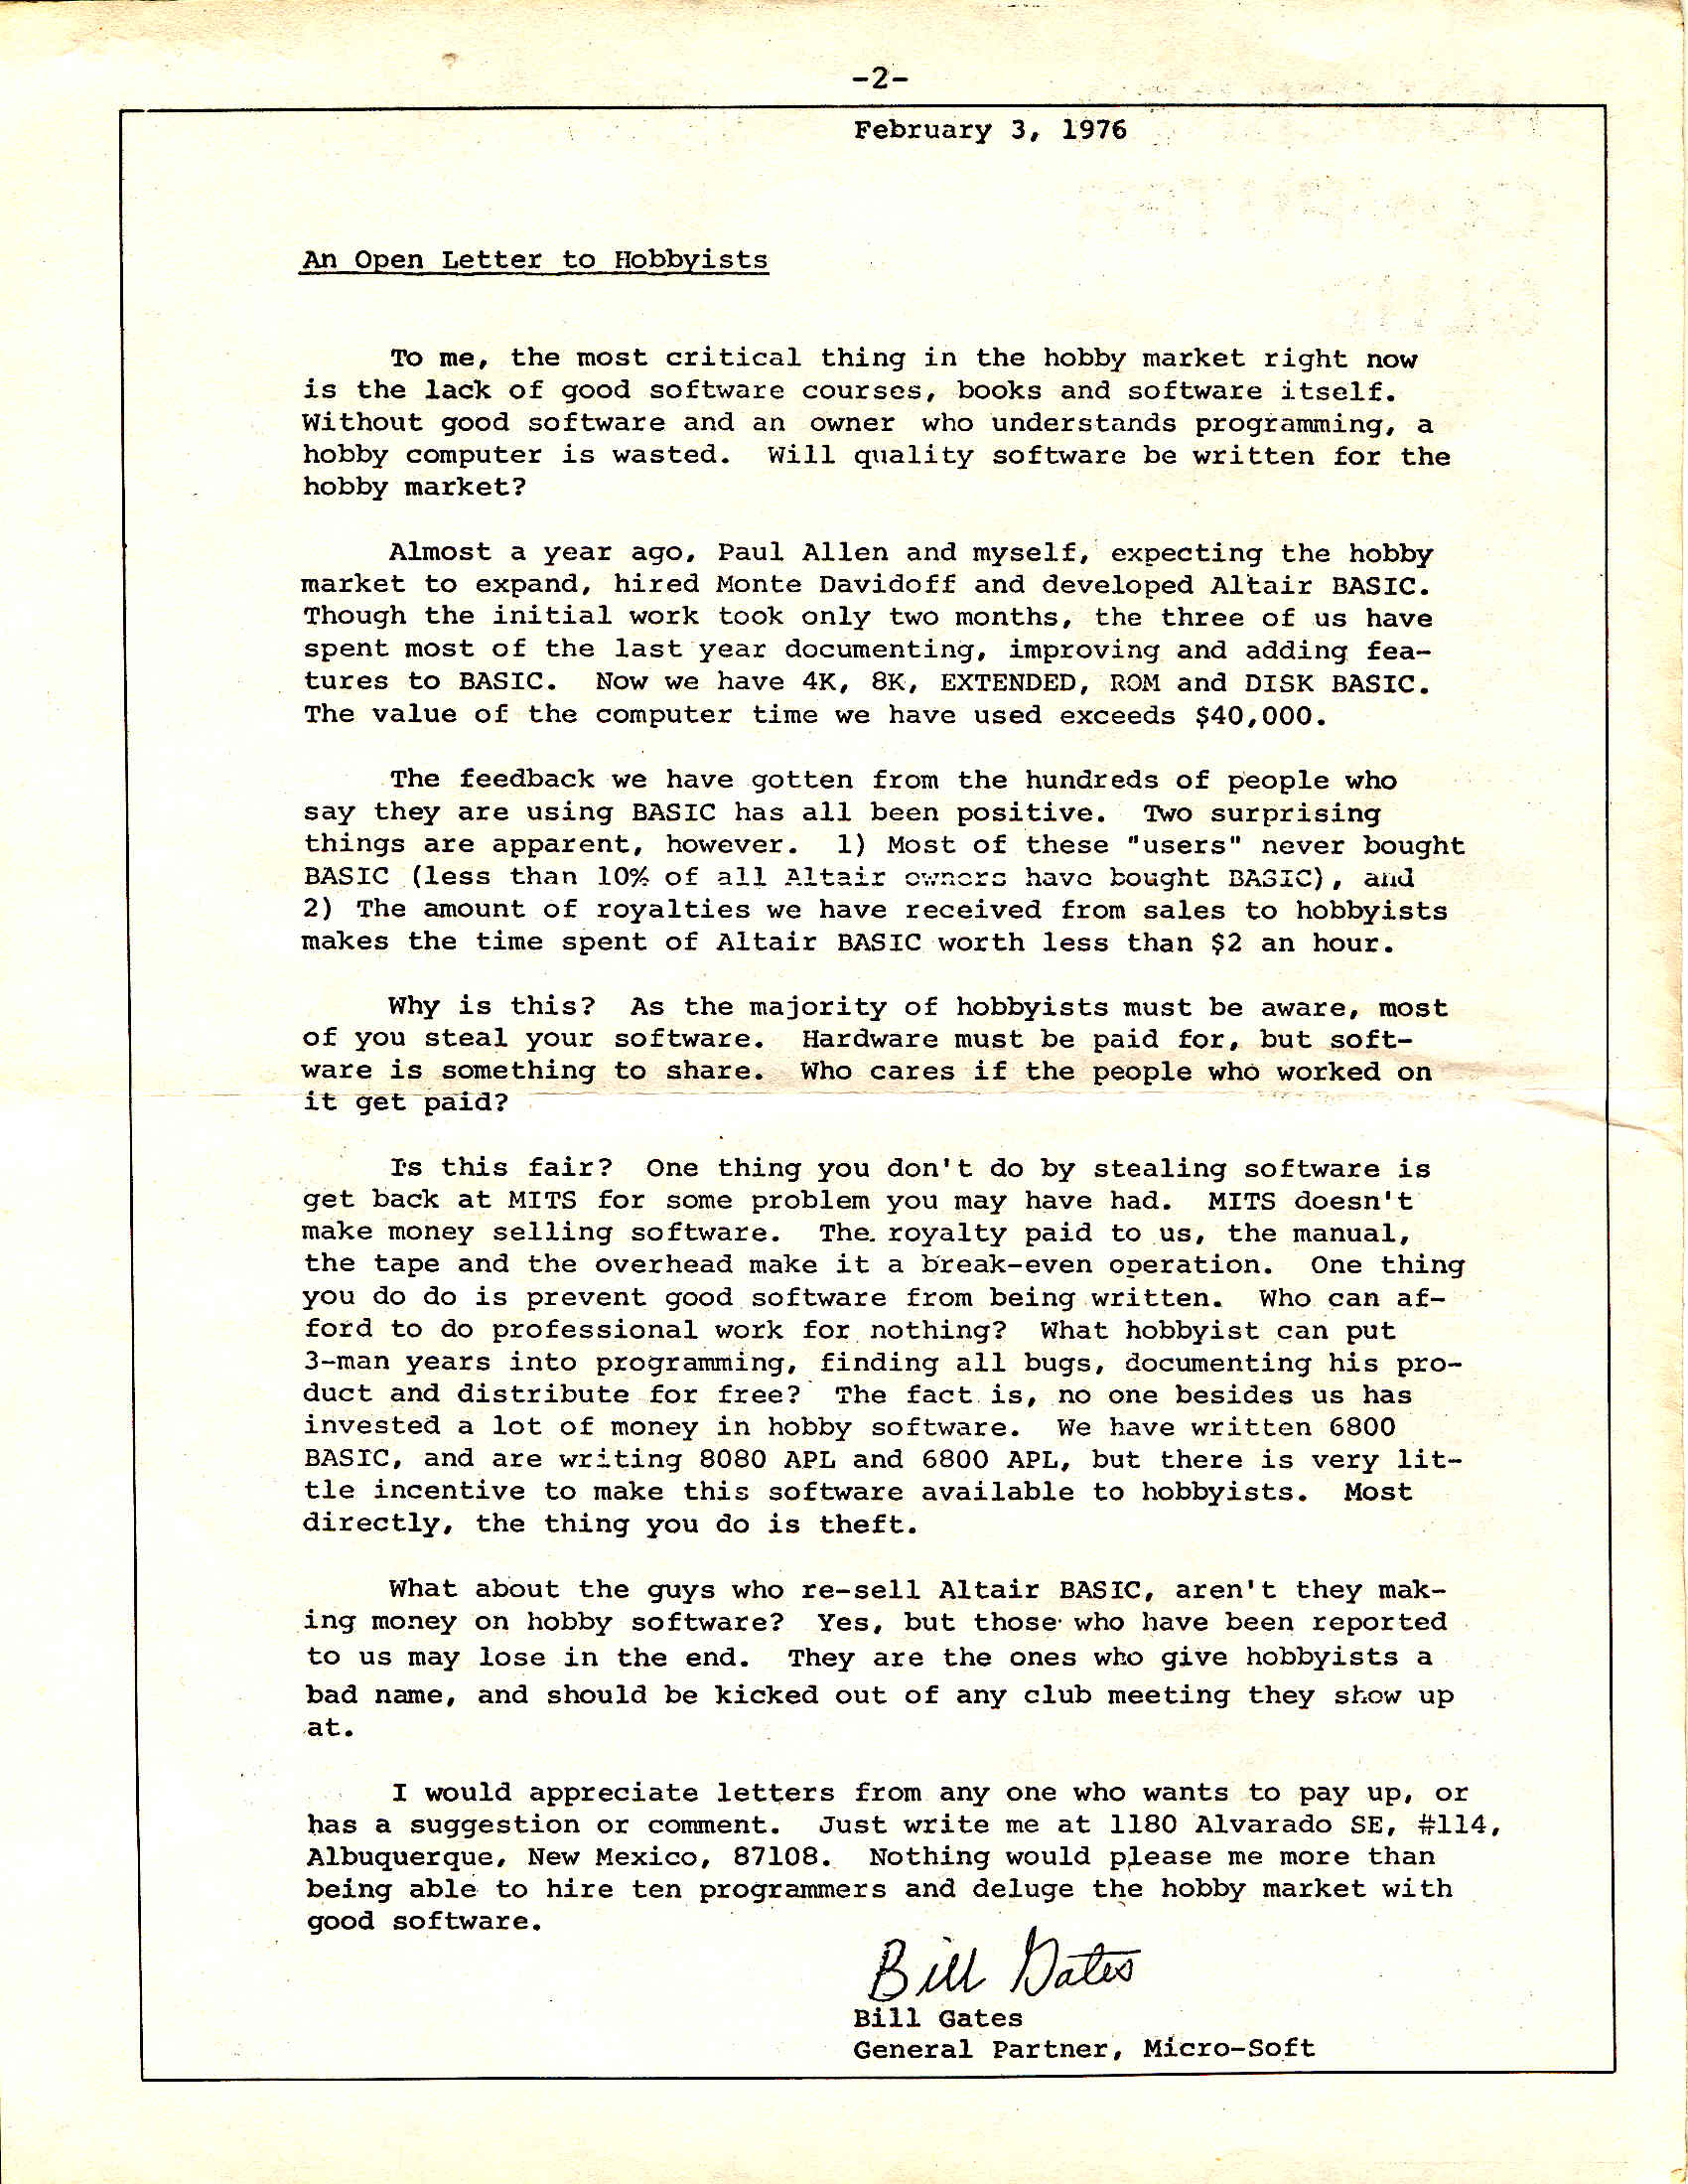 -2-
February 3, 1976
An Open Letter to Hobbyists
To me, the most critical thing in the hobby market right now
is the lack of good software courses, books and software itself.
Without good software and an owner who understands programming, a
hobby computer is wasted. Will quality software be written for the
hobby market?
Almost a year ago, Paul Allen and myself, expecting the hobby
market to expand, hired Monte Davidoff and developed Altair BASIC.
Though the initial work took only two months, the three of us have
spent most of the last year documenting, improving and adding fea-
tures to BASIC. Now we have 4K, 8K, EXTENDED, ROM and DISK BASIC.
The value of the computer time we have used exceeds $40,000.
The feedback we have gotten from the hundreds of people who
say they are using BASIC has all been positive. Two surprising
things are apparent, however. 1) Most of these "users" never bought
BASIC (less than 10% of all Altair owners have bought BASIC), and
2) The amount of royalties we have received from sales to hobbyists
makes the time spent of Altair BASIC worth less than $2 an hour.
Why is this? As the majority of hobbyists must be aware, most
of you steal your software. Hardware must be paid for, but soft-
ware is something to share. Who cares if the people who worked on
it get paid?
Is this fair? One thing you don't do by stealing software is
get back at MITS for some problem you may have had. MITS doesn't
make money selling software. The royalty paid to us, the manual,
the tape and the overhead make it a break-even operation. One thing
you do do is prevent good software from being written. Who can af-
ford to do professional work for nothing? What hobbyist can put
3-man years into programming, finding all bugs, documenting his pro-
duct and distribute for free? The fact is, no one besides us has
invested a lot of money in hobby software. We have written 6800
BASIC, and are writing 8080 APL and 6800 APL, but there is very lit-
tle incentive to make this software available to hobbyists. Most
directly, the thing you do is theft.
What about the guys who re-sell Altair BASIC, aren't they mak-
ing money on hobby software? Yes, but those who have been reported
to us may lose in the end. They are the ones who give hobbyists a
bad name, and should be kicked out of any club meeting they show up
at.
I would appreciate letters from any one who wants to pay up, or
has a suggestion or comment. Just write me at 1180 Alvarado SE, #114,
Albuquerque, New Mexico, 87108. Nothing would please me more than
being able to hire ten programmers and deluge the hobby market with
good software.
Bill Gates
Bill Gates
General Partner, Micro-Soft